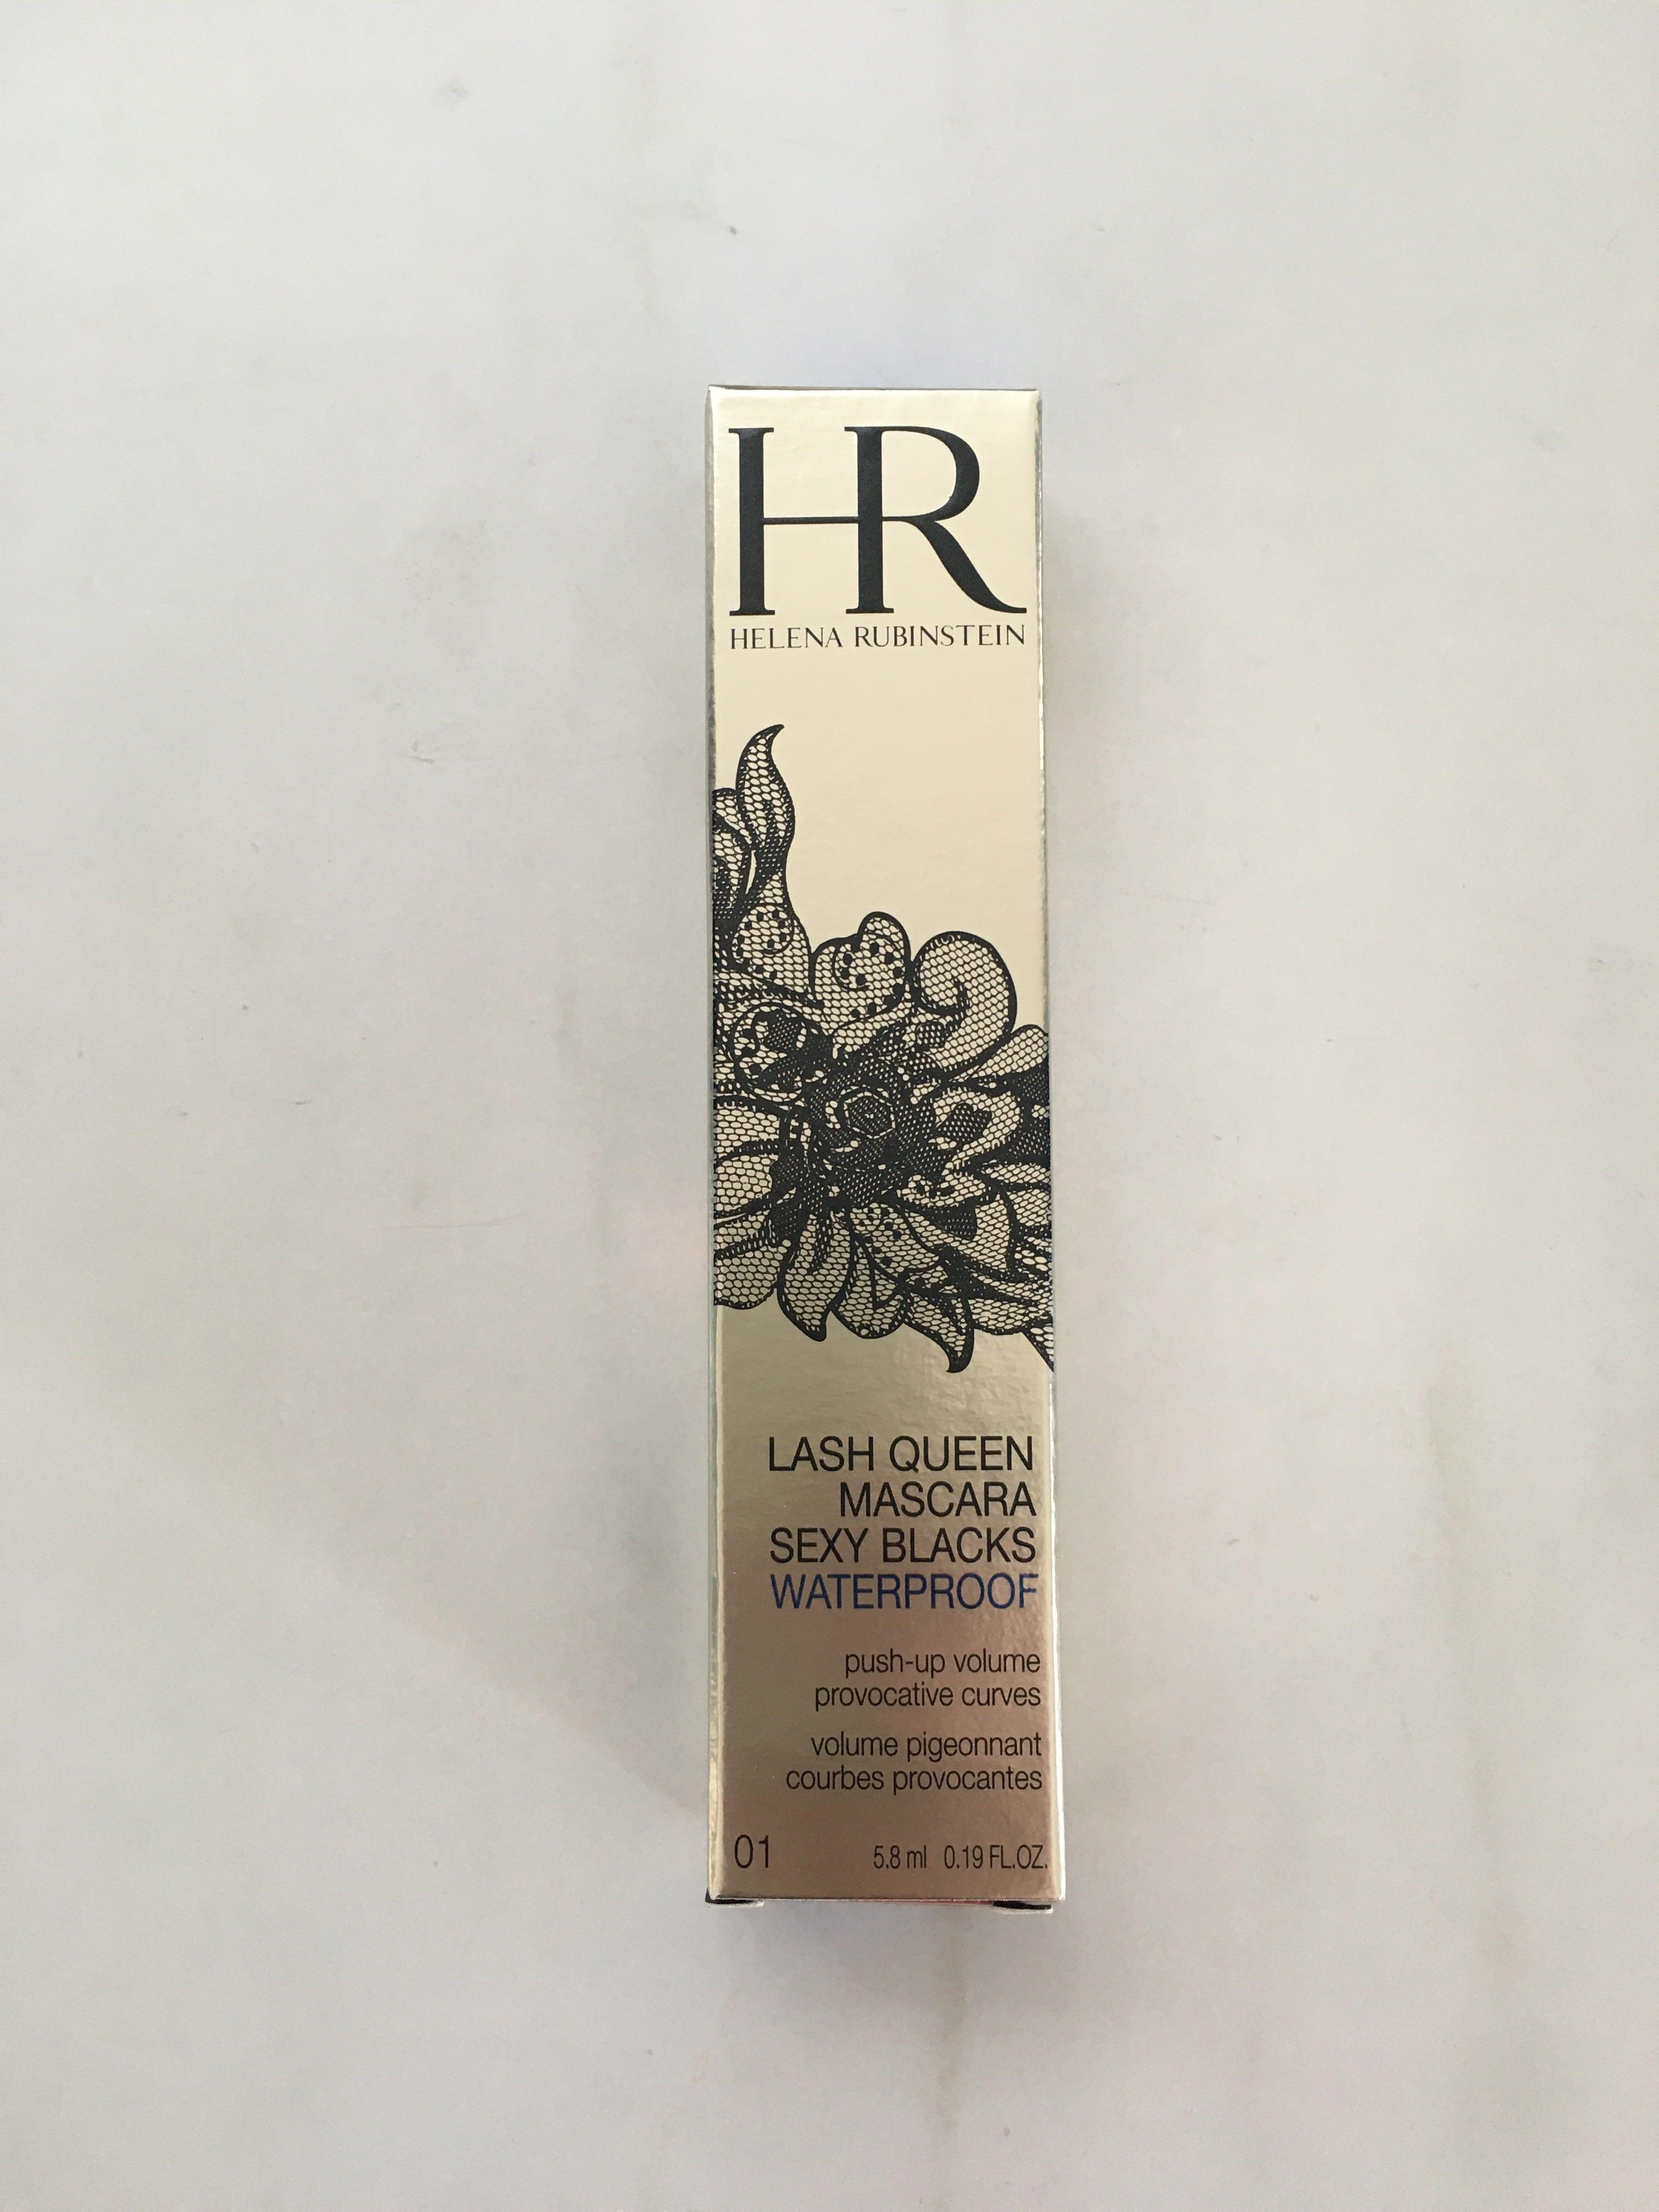 HR
HELENA RUBINSTEIN
LASH QUEEN
MASCARA
SEXY BLACKS
WATERPROOF
push-up volume
provocative curves
volume pigeonnant
courbes provocantes
01 5.8 ml 0.19 FL.OZ.